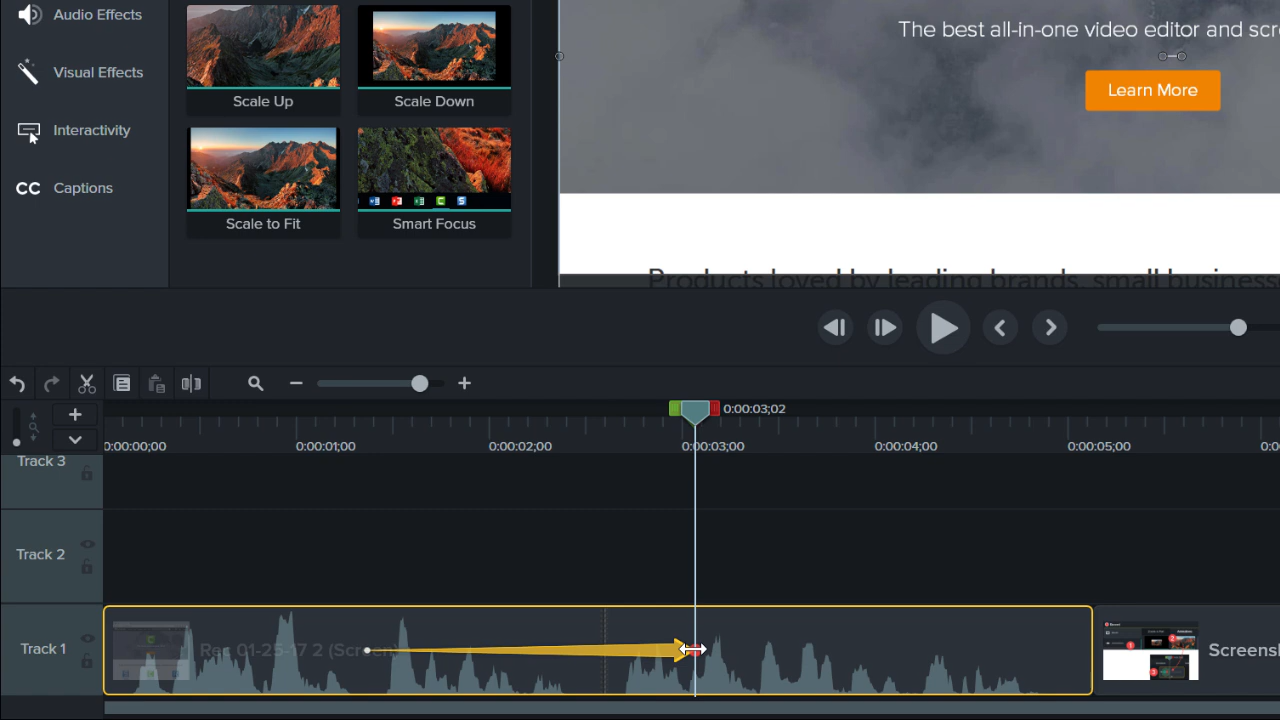 Audio Effects
Visual Effects
Interactivity
CC Captions
Scale Up
Scale Down
Scale to Fit
Smart Focus
The best all-in-one video editor and scr
Learn More
Products loved by leading brands, small business
0:00:03;02
0:00:00;00
0:00:01;00
0:00:02;00
0:00:03;00
0:00:04;00
0:00:05;00
0:0
Track 3
Track 2
Track 1
Rec 01-25-17 2 (Screen
Screensh